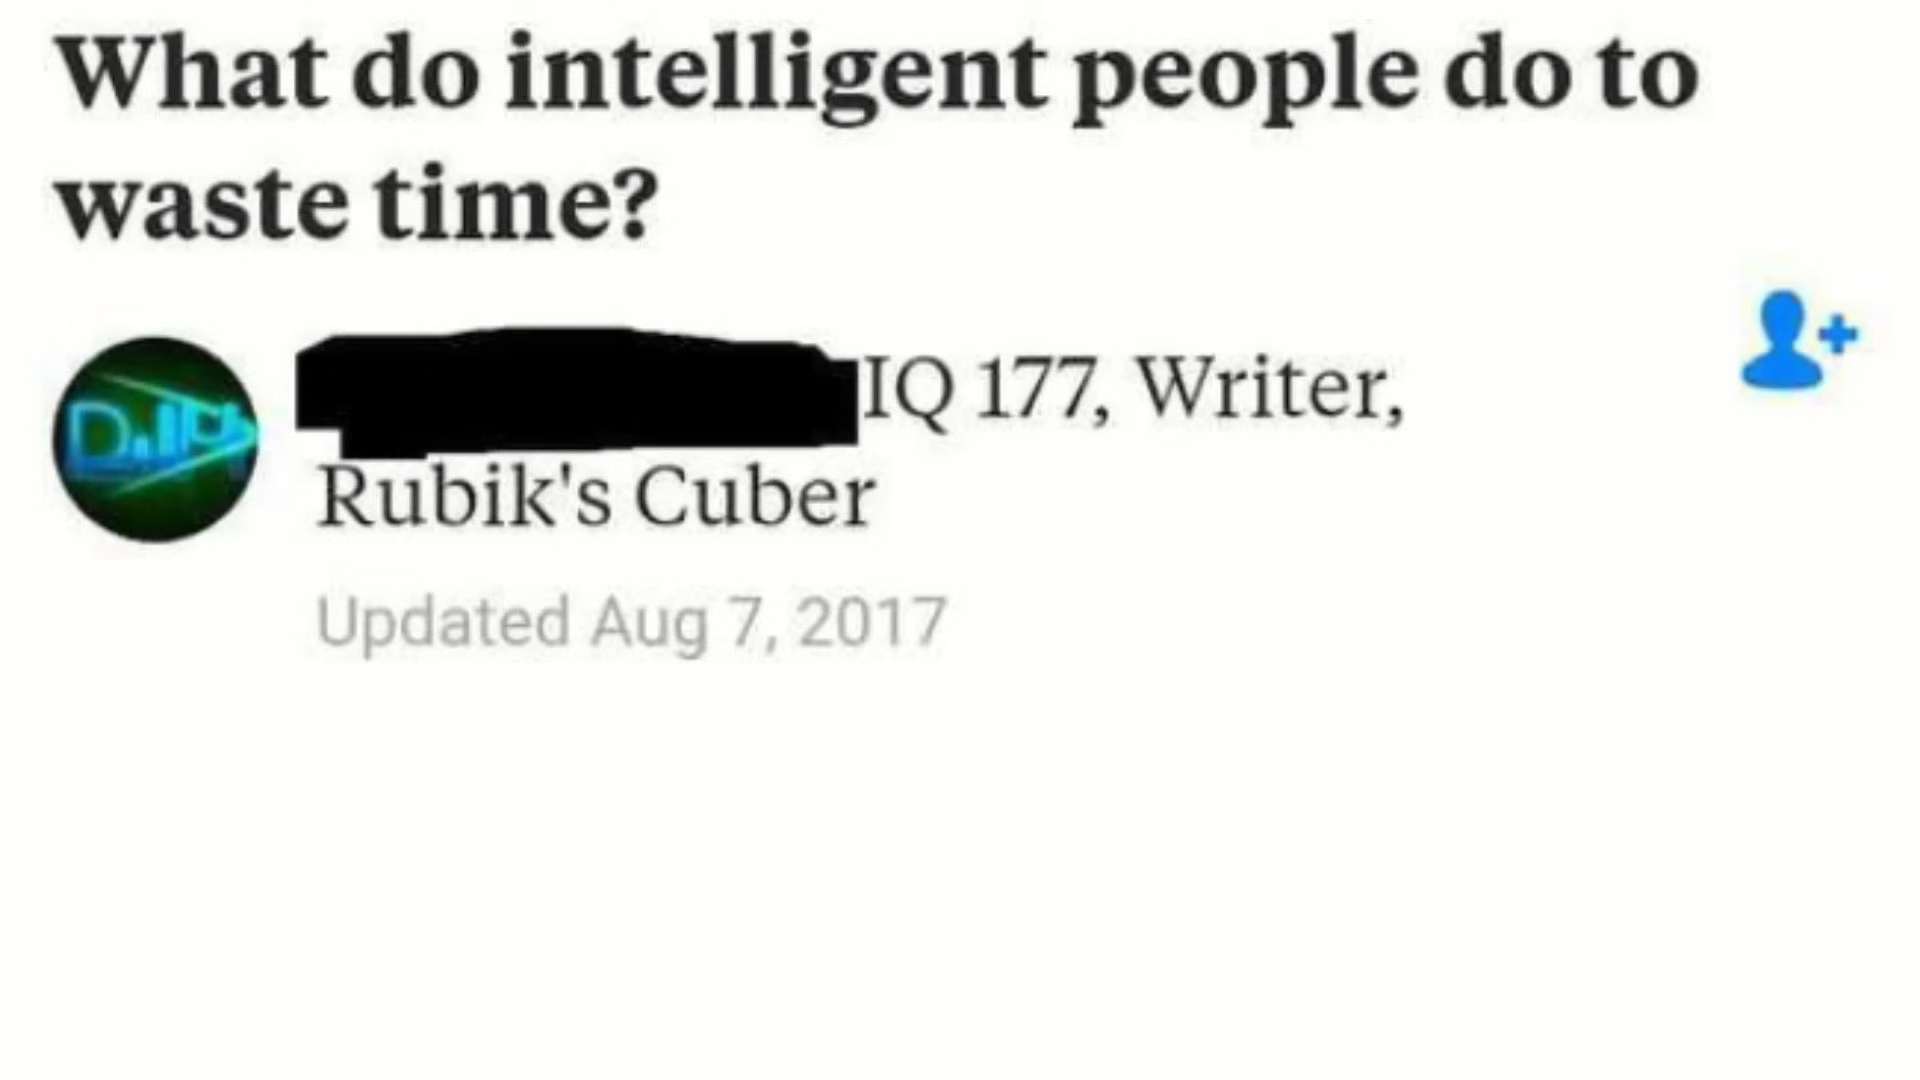 What do intelligent people do to
waste time?
IQ 177, Writer,
Rubik's Cuber
Updated Aug 7, 2017